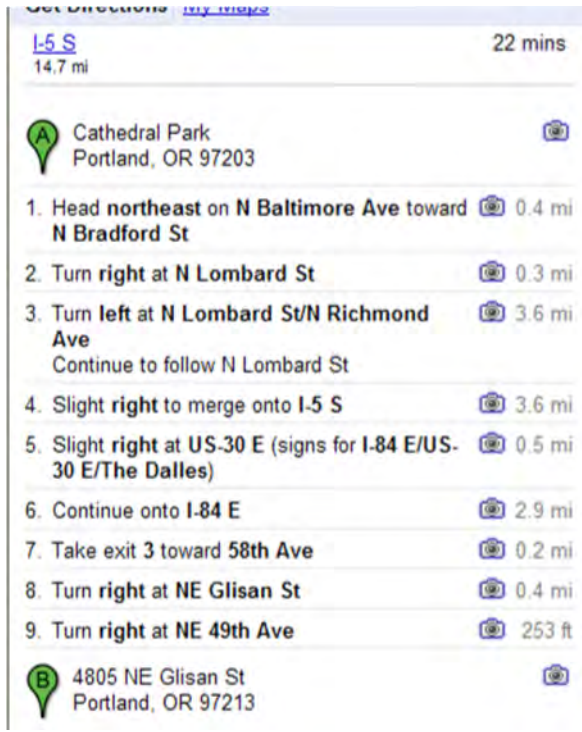 Get Directions My Maps
I-5 S 22 mins
14.7 mi
A Cathedral Park
Portland, OR 97203
1. Head northeast on N Baltimore Ave toward 0.4 mi
N Bradford St
2. Turn right at N Lombard St 0.3 mi
3. Turn left at N Lombard St/N Richmond 3.6 mi
Ave
Continue to follow N Lombard St
4. Slight right to merge onto I-5 S 3.6 mi
5. Slight right at US-30 E (signs for I-84 E/US- 0.5 mi
30 E/The Dalles)
6. Continue onto I-84 E 2.9 mi
7. Take exit 3 toward 58th Ave 0.2 mi
8. Turn right at NE Glisan St 0.4 mi
9. Turn right at NE 49th Ave 253 ft
B 4805 NE Glisan St
Portland, OR 97213